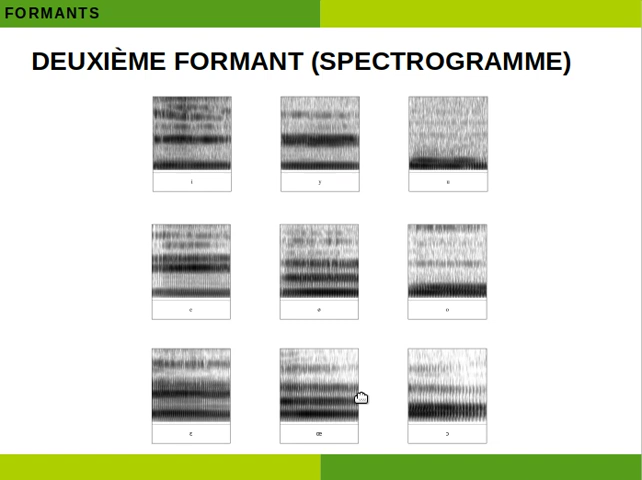 FORMANTS
DEUXIÈME FORMANT (SPECTROGRAMME)
i
y
u
e
ø
o
ɛ
œ
ɔ